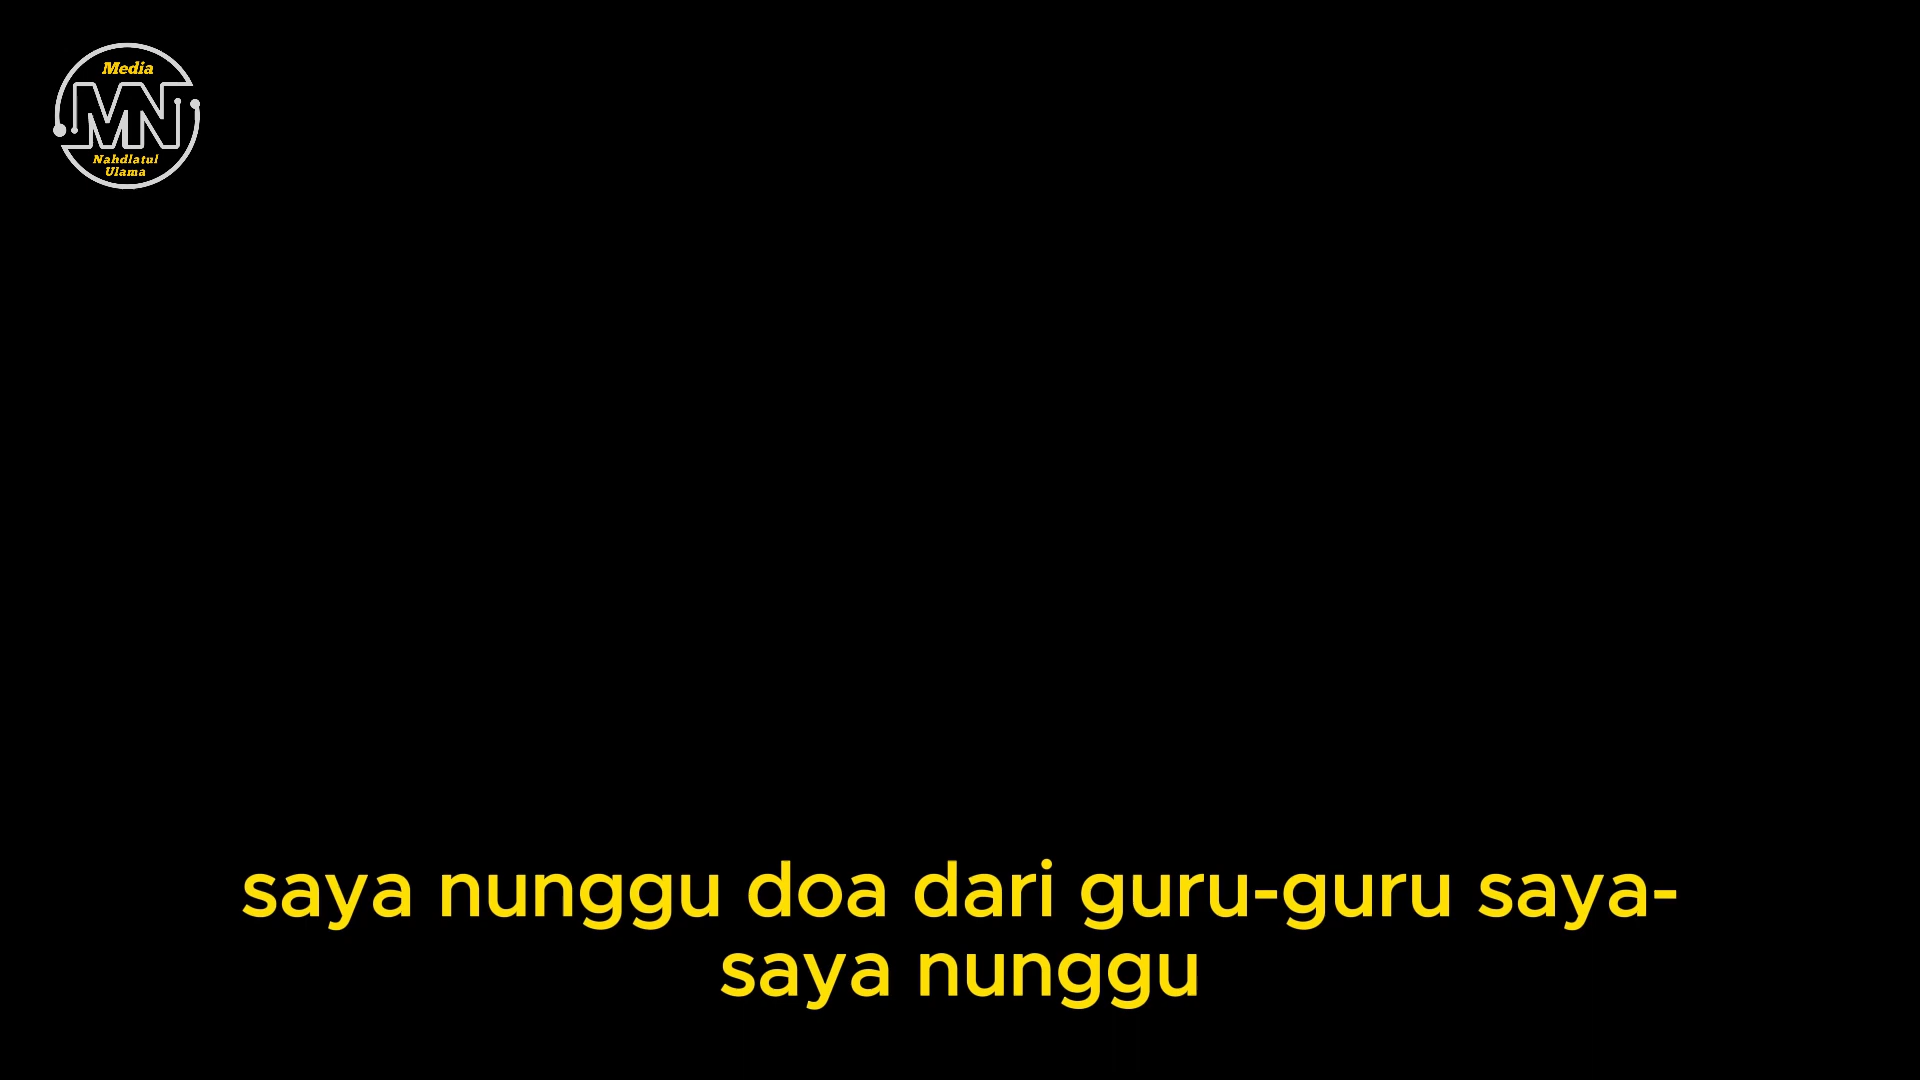 Media
MN
Nahdlatul
Ulama
saya nunggu doa dari guru-guru saya-
saya nunggu